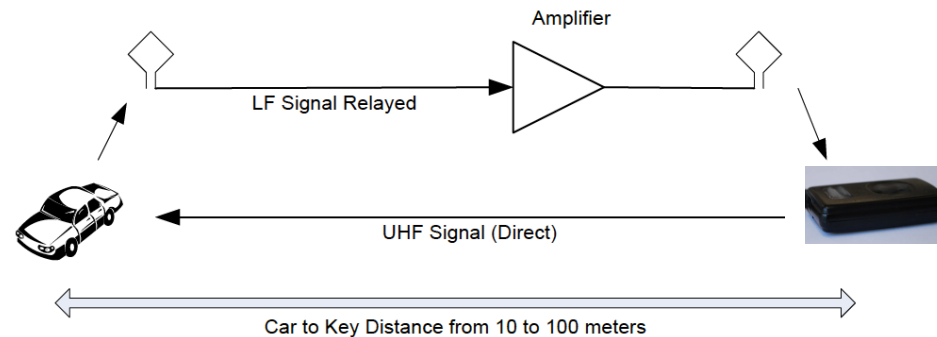 Amplifier
LF Signal Relayed
UHF Signal (Direct)
Car to Key Distance from 10 to 100 meters